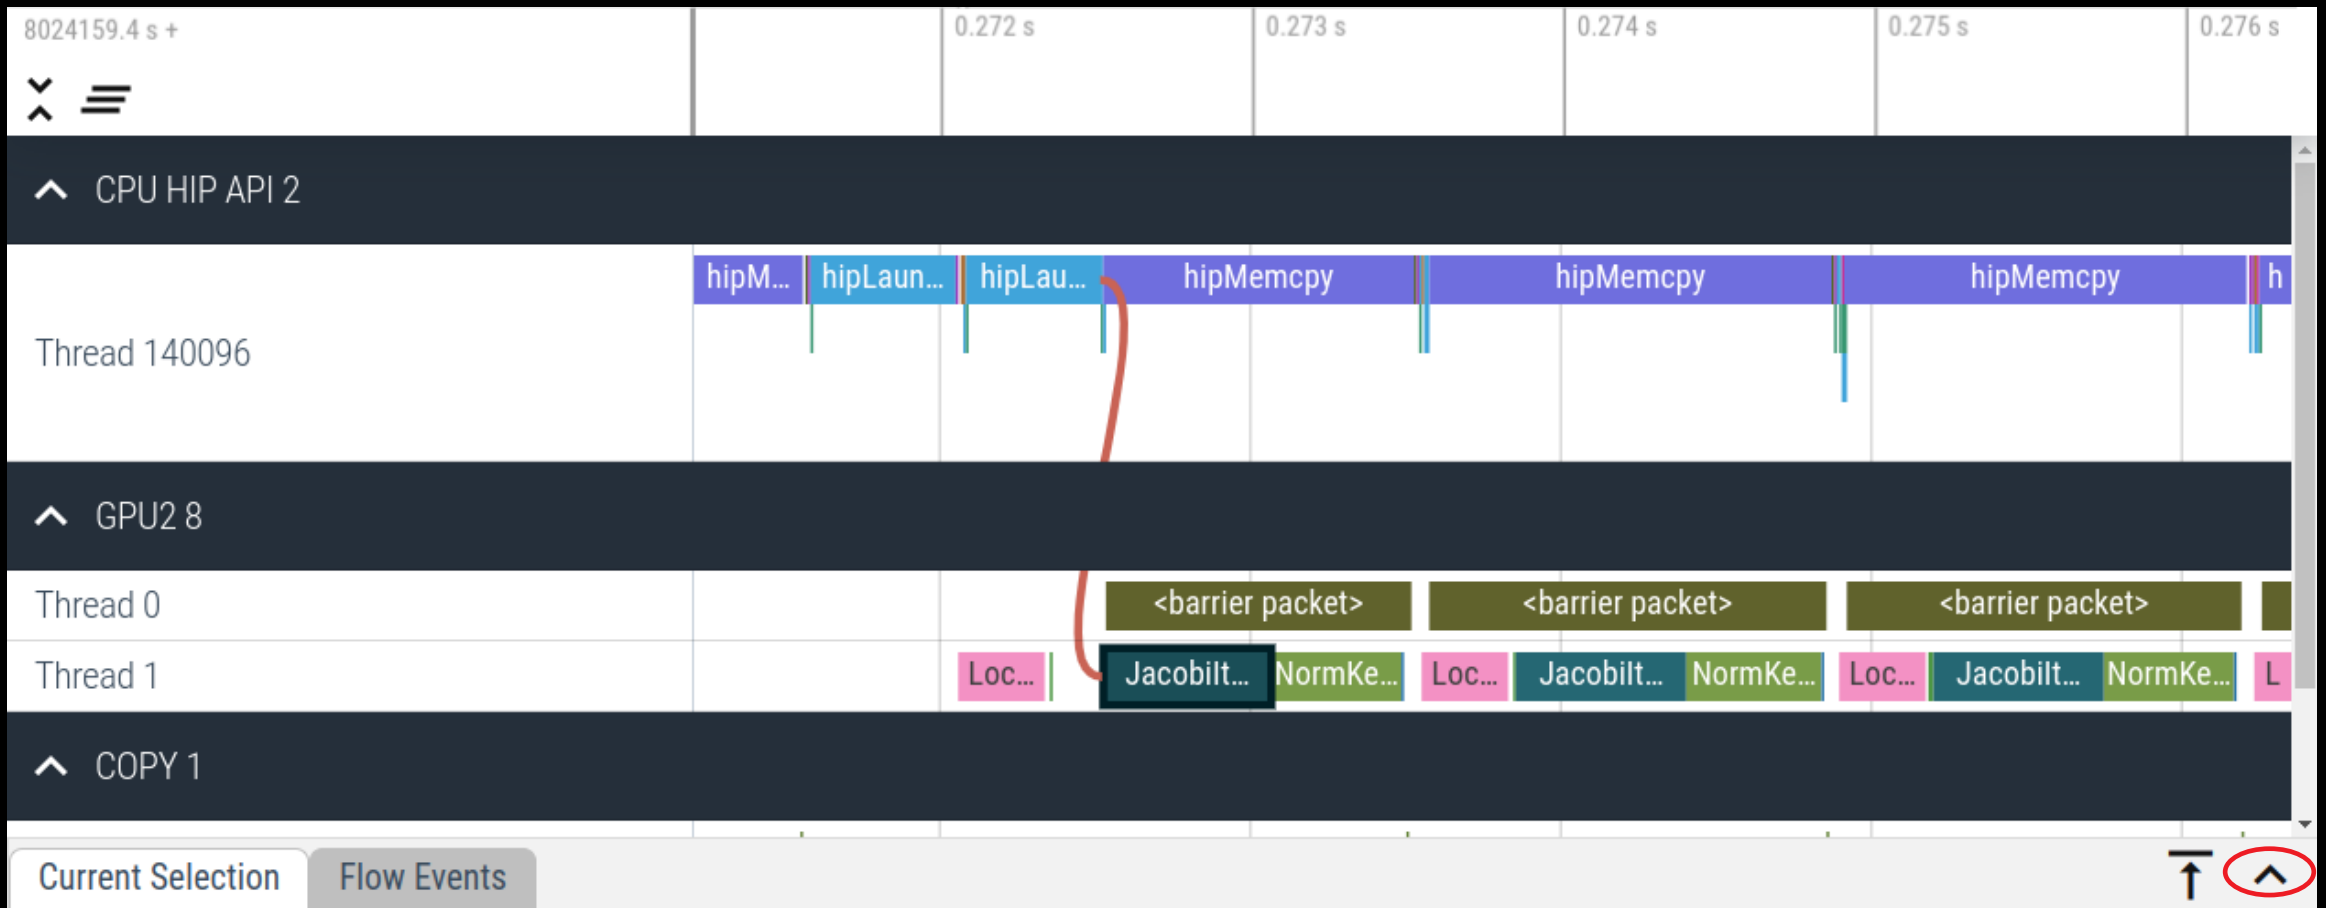 8024159.4 s + 0.272 s 0.273 s 0.274 s 0.275 s 0.276 s
CPU HIP API 2
Thread 140096 hipM... hipLaun... hipLau... hipMemcpy hipMemcpy hipMemcpy h
GPU2 8
Thread 0 <barrier packet> <barrier packet> <barrier packet>
Thread 1 Loc... JacobiIt... NormKe... Loc... JacobiIt... NormKe... Loc... JacobiIt... NormKe... L
COPY 1
Current Selection Flow Events